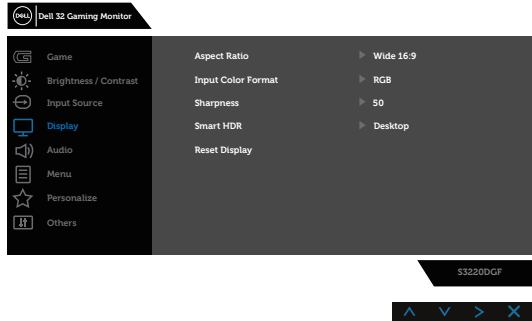 DELL Dell 32 Gaming Monitor
Game
Brightness / Contrast
Input Source
Display
Audio
Menu
Personalize
Others
Aspect Ratio Wide 16:9
Input Color Format RGB
Sharpness 50
Smart HDR Desktop
Reset Display
S3220DGF